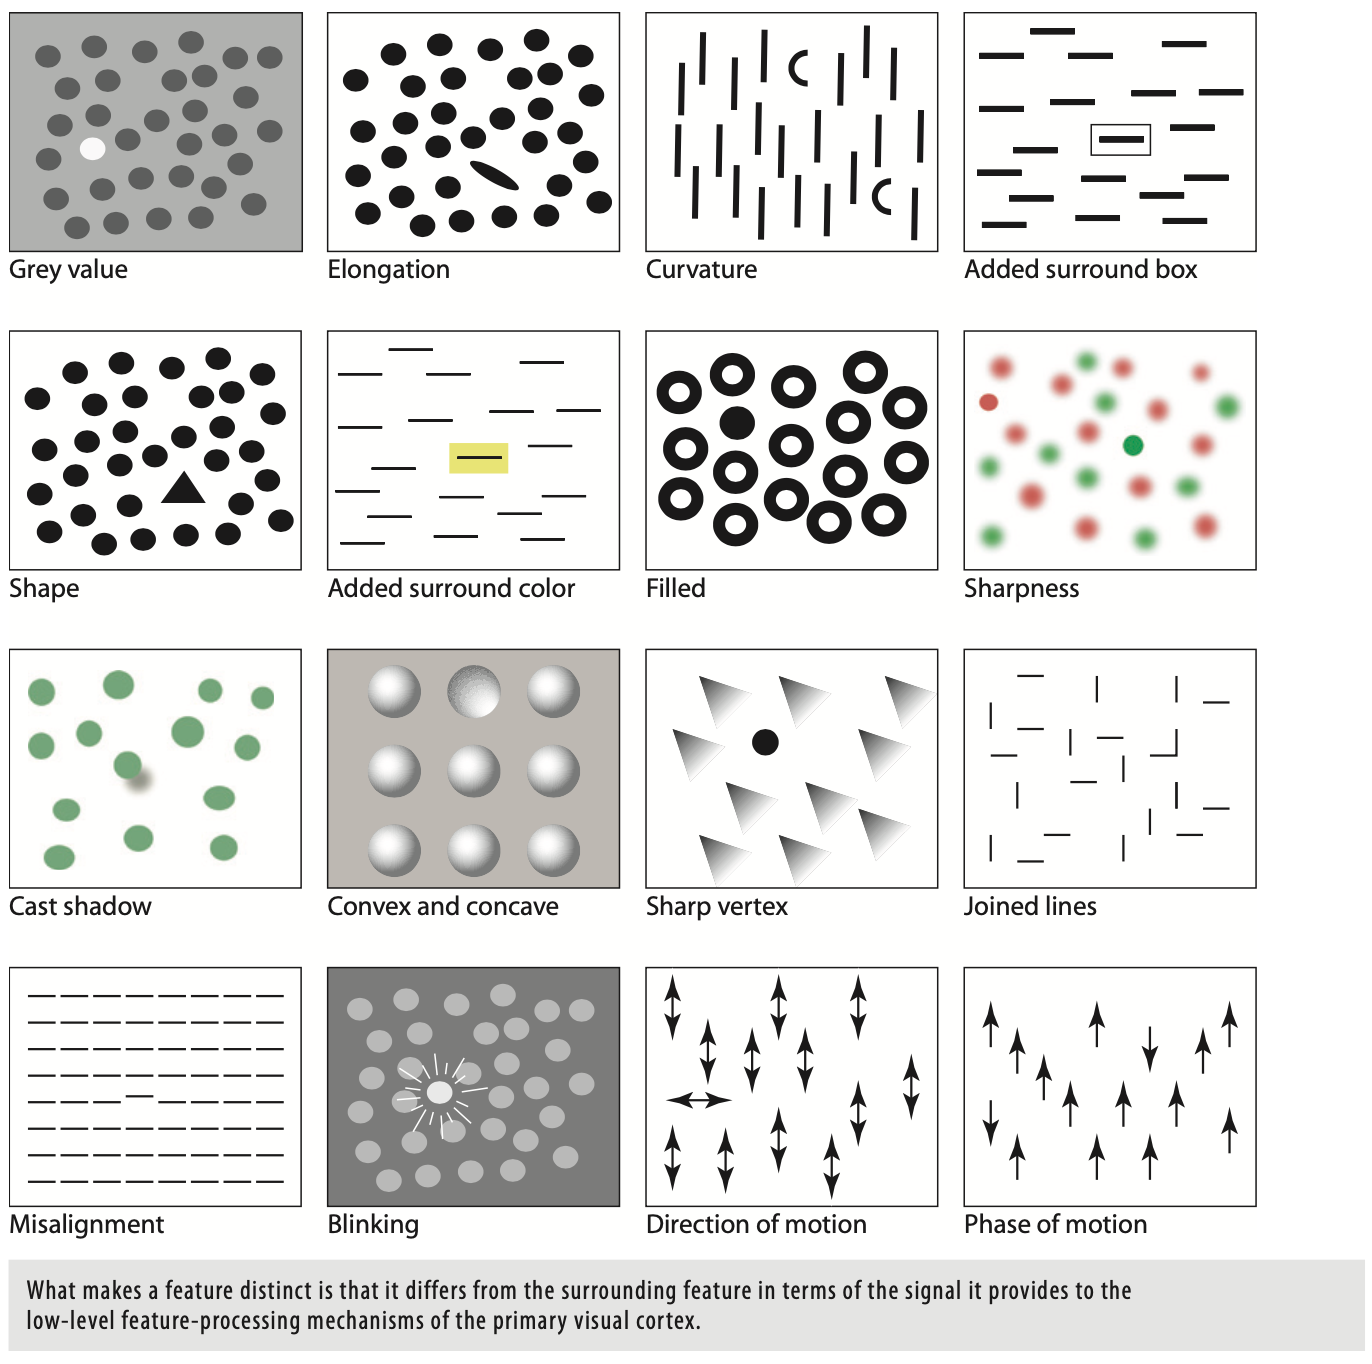 Grey value
Elongation
Curvature
Added surround box
Shape
Added surround color
Filled
Sharpness
Cast shadow
Convex and concave
Sharp vertex
Joined lines
Misalignment
Blinking
Direction of motion
Phase of motion
What makes a feature distinct is that it differs from the surrounding feature in terms of the signal it provides to the
low-level feature-processing mechanisms of the primary visual cortex.